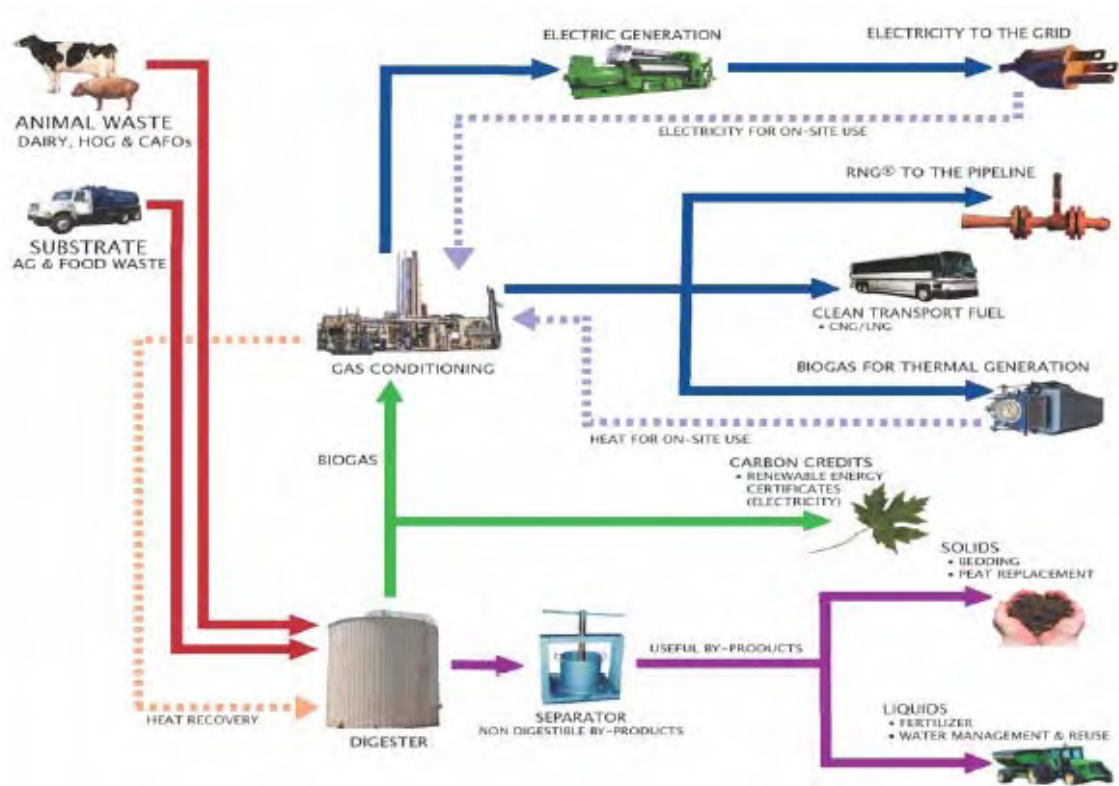 ELECTRIC GENERATION
ELECTRICITY TO THE GRID
ANIMAL WASTE
DAIRY, HOG & CAFOs
ELECTRICITY FOR ON-SITE USE
RNG® TO THE PIPELINE
SUBSTRATE
AG & FOOD WASTE
CLEAN TRANSPORT FUEL
• CNG/LNG
GAS CONDITIONING
BIOGAS FOR THERMAL GENERATION
HEAT FOR ON-SITE USE
BIOGAS
CARBON CREDITS
• RENEWABLE ENERGY
CERTIFICATES
(ELECTRICITY)
SOLIDS
• BEDDING
• PEAT REPLACEMENT
USEFUL BY-PRODUCTS
HEAT RECOVERY
DIGESTER
SEPARATOR
NON DIGESTIBLE BY-PRODUCTS
LIQUIDS
• FERTILIZER
• WATER MANAGEMENT & REUSE